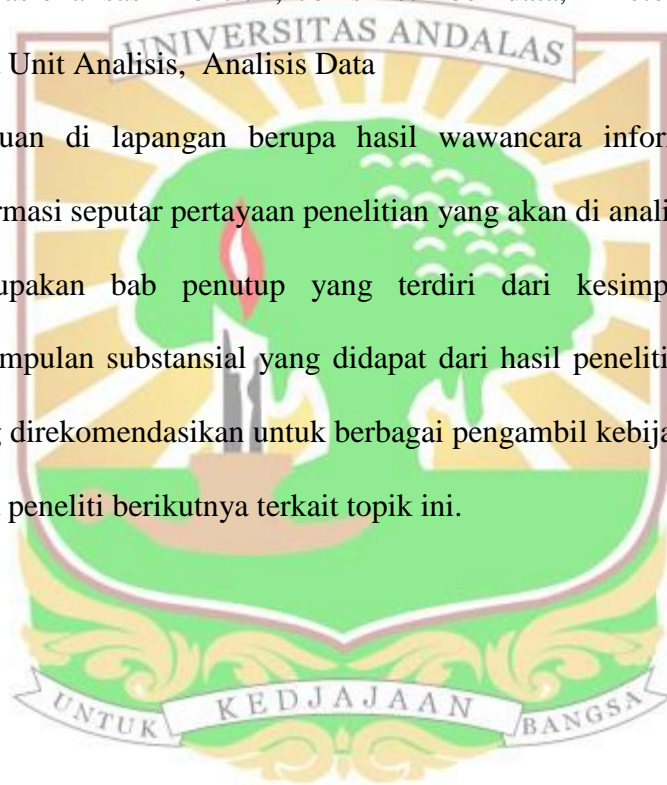 UNIVERSITAS ANDALAS
Unit Analisis, Analisis Data
uan di lapangan berupa hasil wawancara infor
rmasi seputar pertayaan penelitian yang akan di anali
upakan bab penutup yang terdiri dari kesimp
mpulan substansial yang didapat dari hasil peneliti
g direkomendasikan untuk berbagai pengambil kebija
peneliti berikutnya terkait topik ini.
UNTUK KEDJAJAAN BANGSA